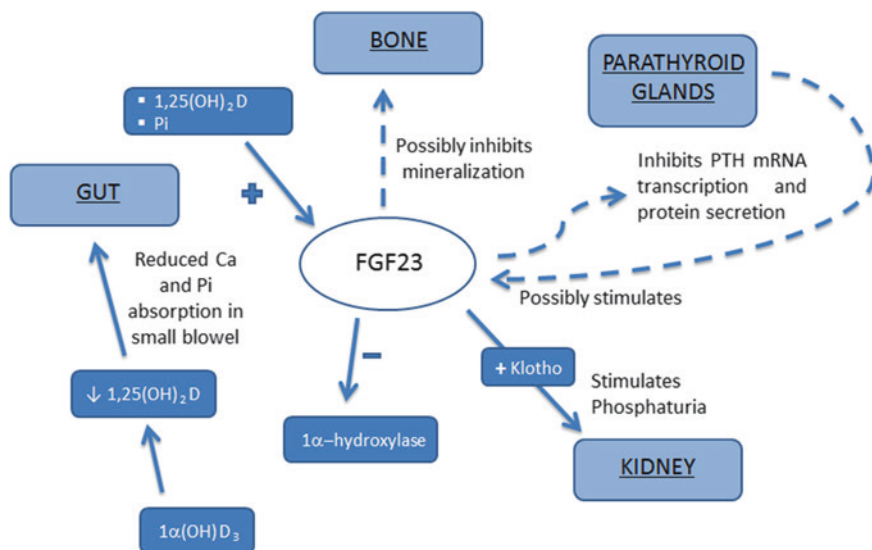 BONE
PARATHYROID
GLANDS
▪ 1,25(OH)₂D
▪ Pi
Possibly inhibits
mineralization
Inhibits PTH mRNA
transcription and
protein secretion
GUT
+
FGF23
Reduced Ca
and Pi
absorption in
small blowel
Possibly stimulates
–
+ Klotho
Stimulates
Phosphaturia
↓ 1,25(OH)₂D
1α–hydroxylase
KIDNEY
1α(OH)D₃